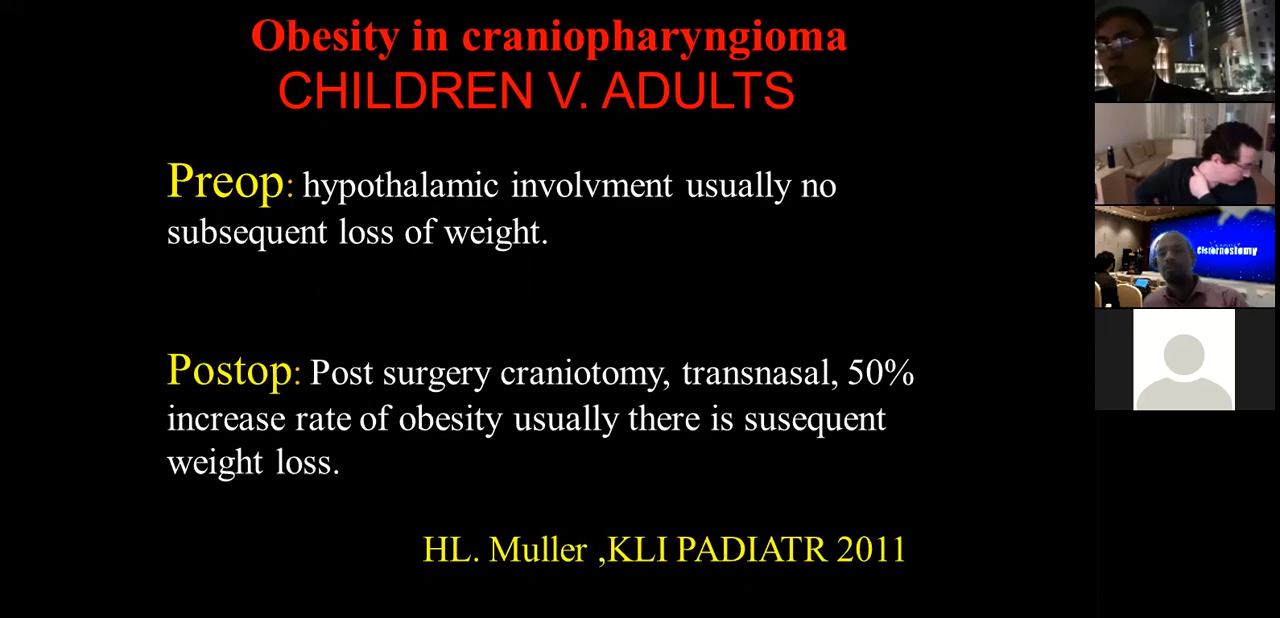 Obesity in craniopharyngioma
CHILDREN V. ADULTS
Preop: hypothalamic involvment usually no
subsequent loss of weight.
Postop: Post surgery craniotomy, transnasal, 50%
increase rate of obesity usually there is susequent
weight loss.
HL. Muller ,KLI PADIATR 2011
Cisternostomy